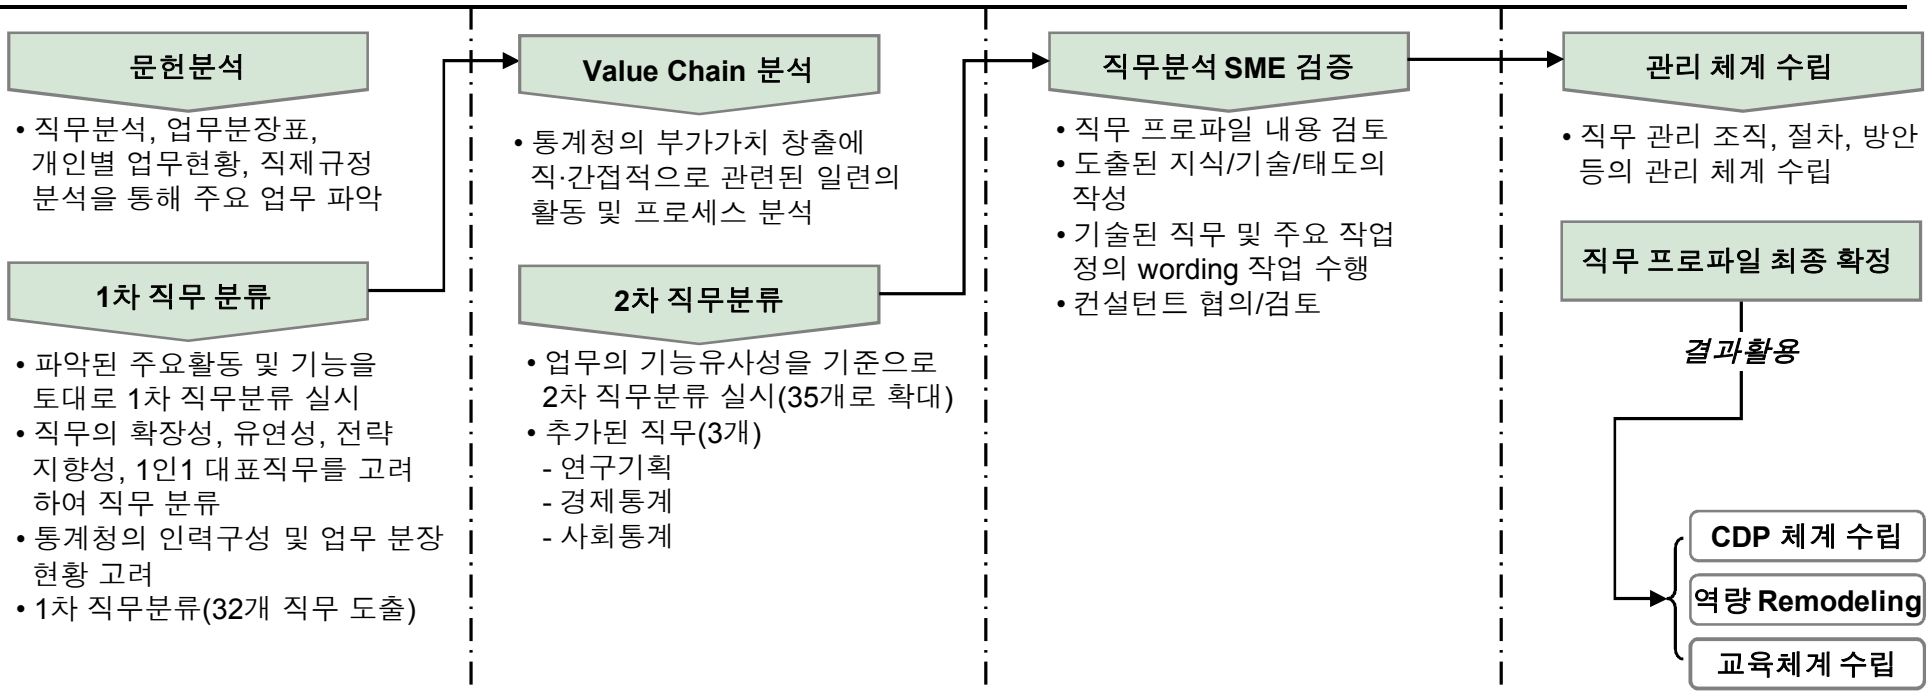 문헌분석
• 직무분석, 업무분장표,
개인별 업무현황, 직제규정
분석을 통해 주요 업무 파악
1차 직무 분류
• 파악된 주요활동 및 기능을
토대로 1차 직무분류 실시
• 직무의 확장성, 유연성, 전략
지향성, 1인1 대표직무를 고려
하여 직무 분류
• 통계청의 인력구성 및 업무 분장
현황 고려
• 1차 직무분류(32개 직무 도출)
Value Chain 분석
• 통계청의 부가가치 창출에
직·간접적으로 관련된 일련의
활동 및 프로세스 분석
2차 직무분류
• 업무의 기능유사성을 기준으로
2차 직무분류 실시(35개로 확대)
• 추가된 직무(3개)
- 연구기획
- 경제통계
- 사회통계
직무분석 SME 검증
• 직무 프로파일 내용 검토
• 도출된 지식/기술/태도의
작성
• 기술된 직무 및 주요 작업
정의 wording 작업 수행
• 컨설턴트 협의/검토
관리 체계 수립
• 직무 관리 조직, 절차, 방안
등의 관리 체계 수립
직무 프로파일 최종 확정
결과활용
CDP 체계 수립
역량 Remodeling
교육체계 수립